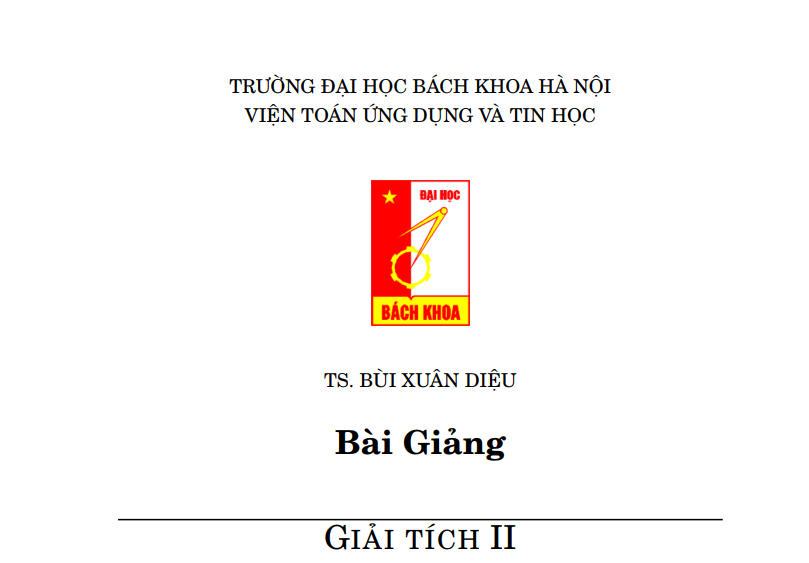 TRƯỜNG ĐẠI HỌC BÁCH KHOA HÀ NỘI
VIỆN TOÁN ỨNG DỤNG VÀ TIN HỌC
ĐẠI HỌC
BÁCH KHOA
TS. BÙI XUÂN DIỆU
Bài Giảng
GIẢI TÍCH II